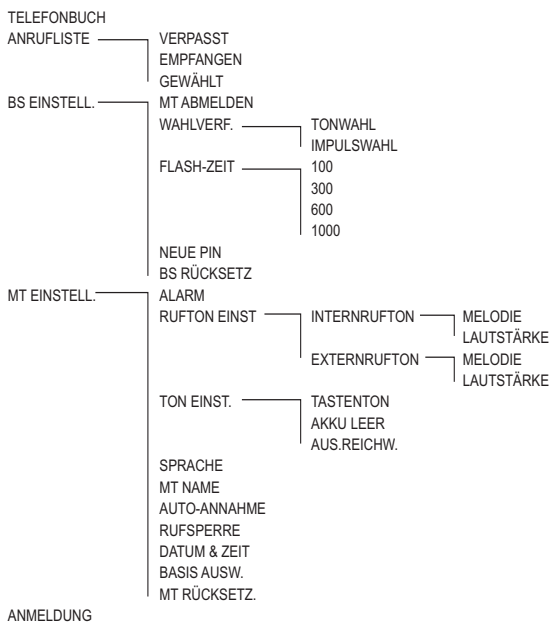 TELEFONBUCH
ANRUFLISTE VERPASST
EMPFANGEN
GEWÄHLT
BS EINSTELL. MT ABMELDEN
WAHLVERF. TONWAHL
IMPULSWAHL
FLASH-ZEIT 100
300
600
1000
NEUE PIN
BS RÜCKSETZ
MT EINSTELL. ALARM
RUFTON EINST INTERNRUFTON MELODIE
LAUTSTÄRKE
EXTERNRUFTON MELODIE
LAUTSTÄRKE
TON EINST. TASTENTON
AKKU LEER
AUS.REICHW.
SPRACHE
MT NAME
AUTO-ANNAHME
RUFSPERRE
DATUM & ZEIT
BASIS AUSW.
MT RÜCKSETZ.
ANMELDUNG